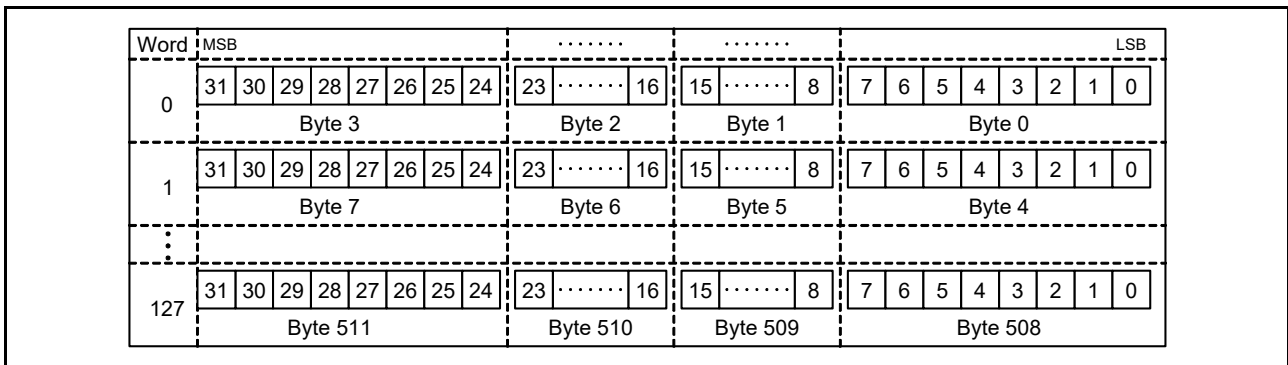 Word MSB ······· ······· LSB
0 31 30 29 28 27 26 25 24 23 ······· 16 15 ······· 8 7 6 5 4 3 2 1 0
Byte 3 Byte 2 Byte 1 Byte 0
1 31 30 29 28 27 26 25 24 23 ······· 16 15 ······· 8 7 6 5 4 3 2 1 0
Byte 7 Byte 6 Byte 5 Byte 4
⋮
127 31 30 29 28 27 26 25 24 23 ······· 16 15 ······· 8 7 6 5 4 3 2 1 0
Byte 511 Byte 510 Byte 509 Byte 508